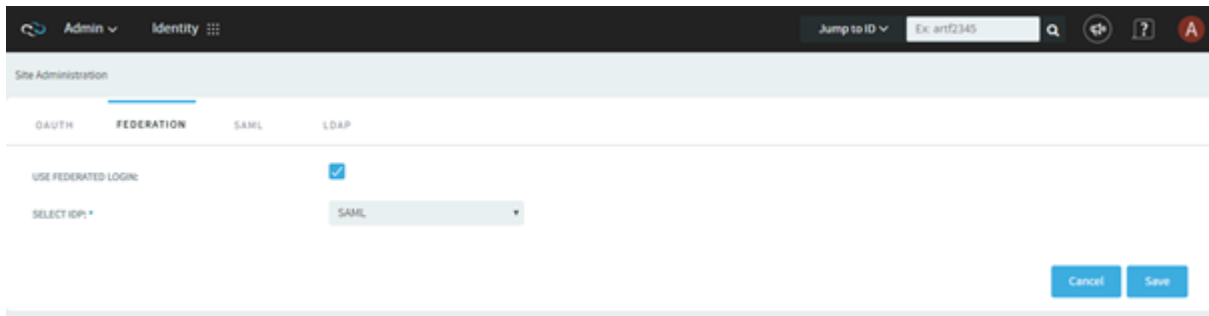 Admin Identity Jump to ID Ex: artf2345 ? A
Site Administration
OAUTH FEDERATION SAML LDAP
USE FEDERATED LOGIN:
SELECT IDP: * SAML
Cancel Save